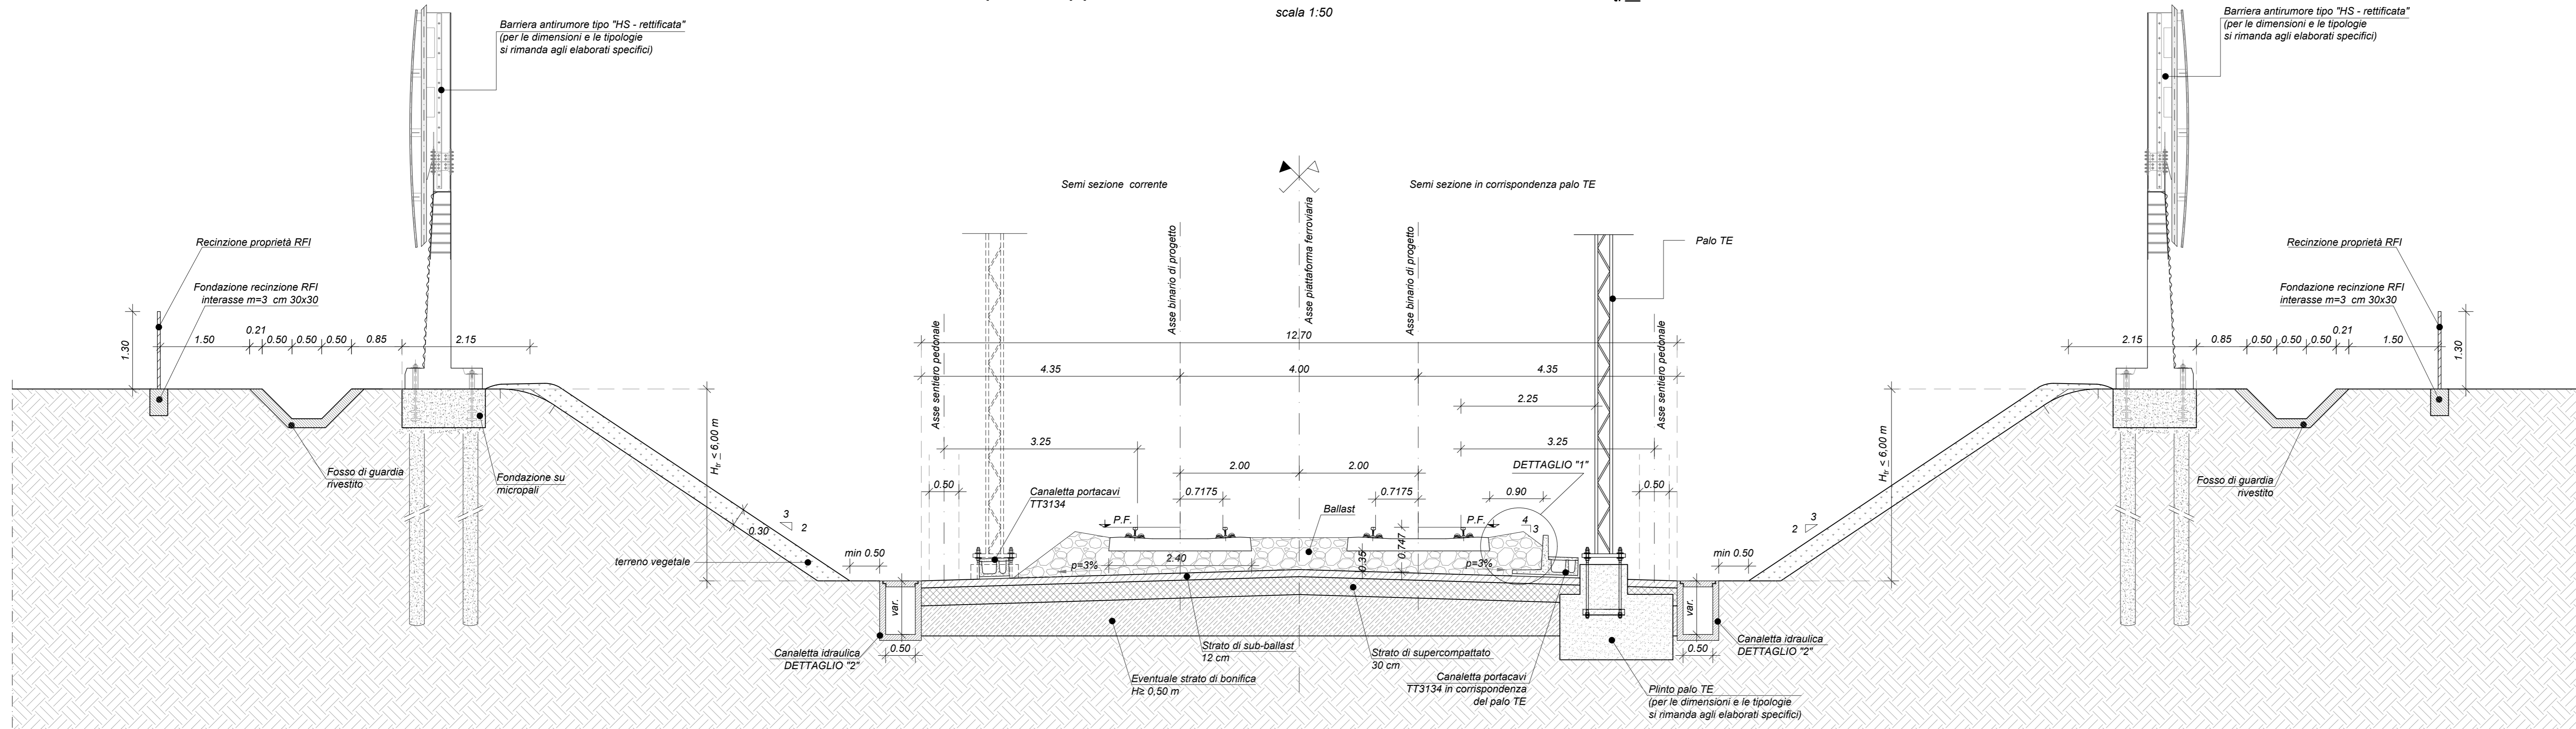 scala 1:50
Barriera antirumore tipo "HS - rettificata"
(per le dimensioni e le tipologie
si rimanda agli elaborati specifici)
Barriera antirumore tipo "HS - rettificata"
(per le dimensioni e le tipologie
si rimanda agli elaborati specifici)
Semi sezione corrente
Semi sezione in corrispondenza palo TE
Asse binario di progetto
Asse piattaforma ferroviaria
Asse binario di progetto
Palo TE
Recinzione proprietà RFI
Fondazione recinzione RFI
interasse m=3 cm 30x30
Recinzione proprietà RFI
Fondazione recinzione RFI
interasse m=3 cm 30x30
Asse sentiero pedonale
Asse sentiero pedonale
1.30
1.50
0.21
0.50
0.50
0.50
0.85
2.15
12.70
4.35
4.00
4.35
2.25
2.15
0.85
0.50
0.50
0.50
0.21
1.50
1.30
3.25
3.25
2.00
2.00
DETTAGLIO "1"
Htr < 6,00 m
Htr < 6,00 m
Fosso di guardia
rivestito
Fondazione su
micropali
0.50
Canaletta portacavi
TT3134
0.7175
0.7175
0.90
0.50
Fosso di guardia
rivestito
Ballast
P.F.
P.F.
4
3
3
2
0.30
3
2
0.747
0.35
min 0.50
min 0.50
terreno vegetale
p=3%
2.40
p=3%
var.
var.
Canaletta idraulica
DETTAGLIO "2"
0.50
Strato di sub-ballast
12 cm
Strato di supercompattato
30 cm
0.50
Canaletta idraulica
DETTAGLIO "2"
Eventuale strato di bonifica
H≥ 0,50 m
Canaletta portacavi
TT3134 in corrispondenza
del palo TE
Plinto palo TE
(per le dimensioni e le tipologie
si rimanda agli elaborati specifici)